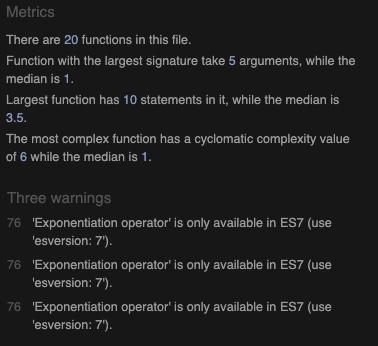 Metrics
There are 20 functions in this file.
Function with the largest signature take 5 arguments, while the
median is 1.
Largest function has 10 statements in it, while the median is
3.5.
The most complex function has a cyclomatic complexity value
of 6 while the median is 1.
Three warnings
76 'Exponentiation operator' is only available in ES7 (use
'esversion: 7').
76 'Exponentiation operator' is only available in ES7 (use
'esversion: 7').
76 'Exponentiation operator' is only available in ES7 (use
'esversion: 7').